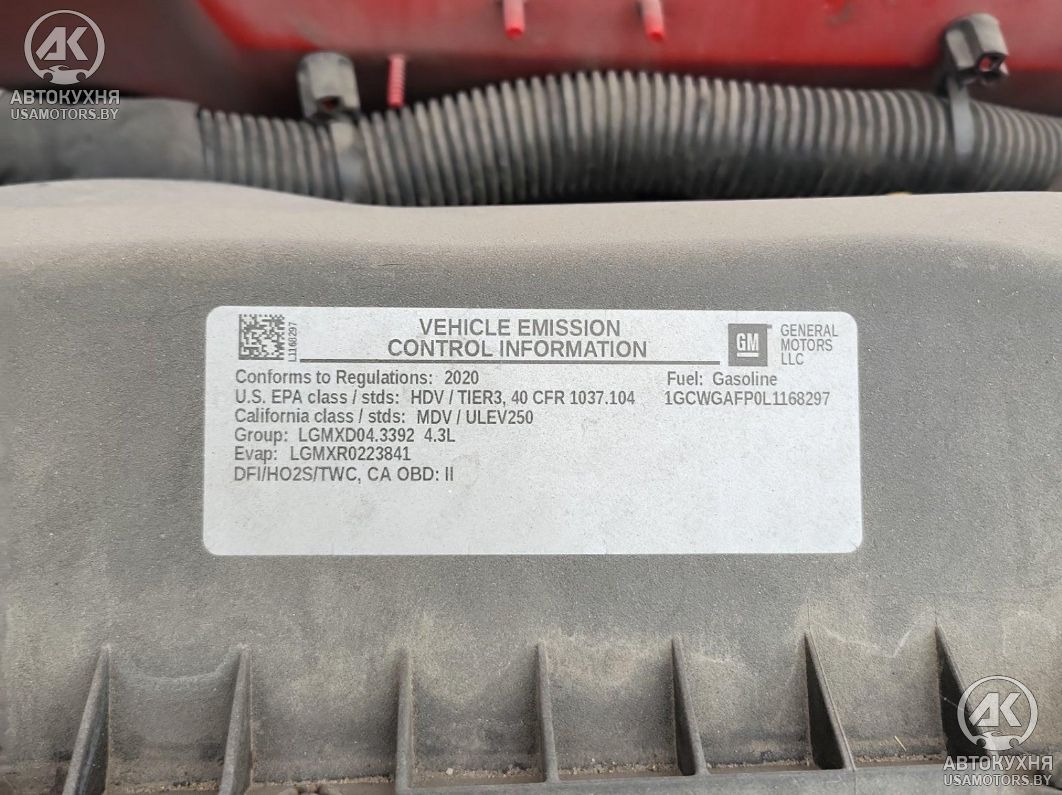 АК
АВТОКУХНЯ
USAMOTORS.BY
VEHICLE EMISSION
CONTROL INFORMATION
GM
GENERAL
MOTORS
LLC
Conforms to Regulations: 2020
Fuel: Gasoline
U.S. EPA class / stds: HDV / TIER3, 40 CFR 1037.104
1GCWGAFP0L1168297
California class / stds: MDV / ULEV250
Group: LGMXD04.3392 4.3L
Evap: LGMXR0223841
DFI/HO2S/TWC, CA OBD: II
АК
АВТОКУХНЯ
USAMOTORS.BY